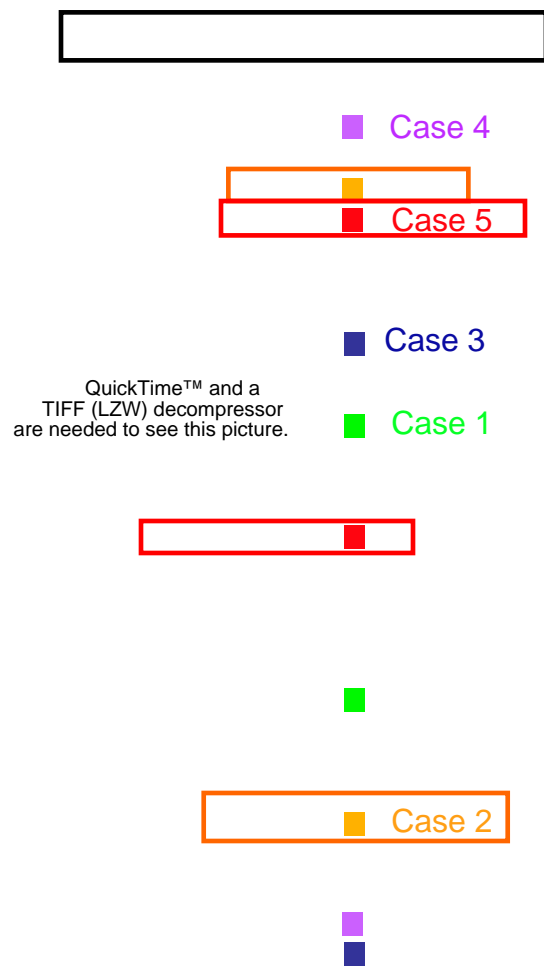 Case 4
Case 5
Case 3
QuickTime™ and a
TIFF (LZW) decompressor
are needed to see this picture.
Case 1
Case 2